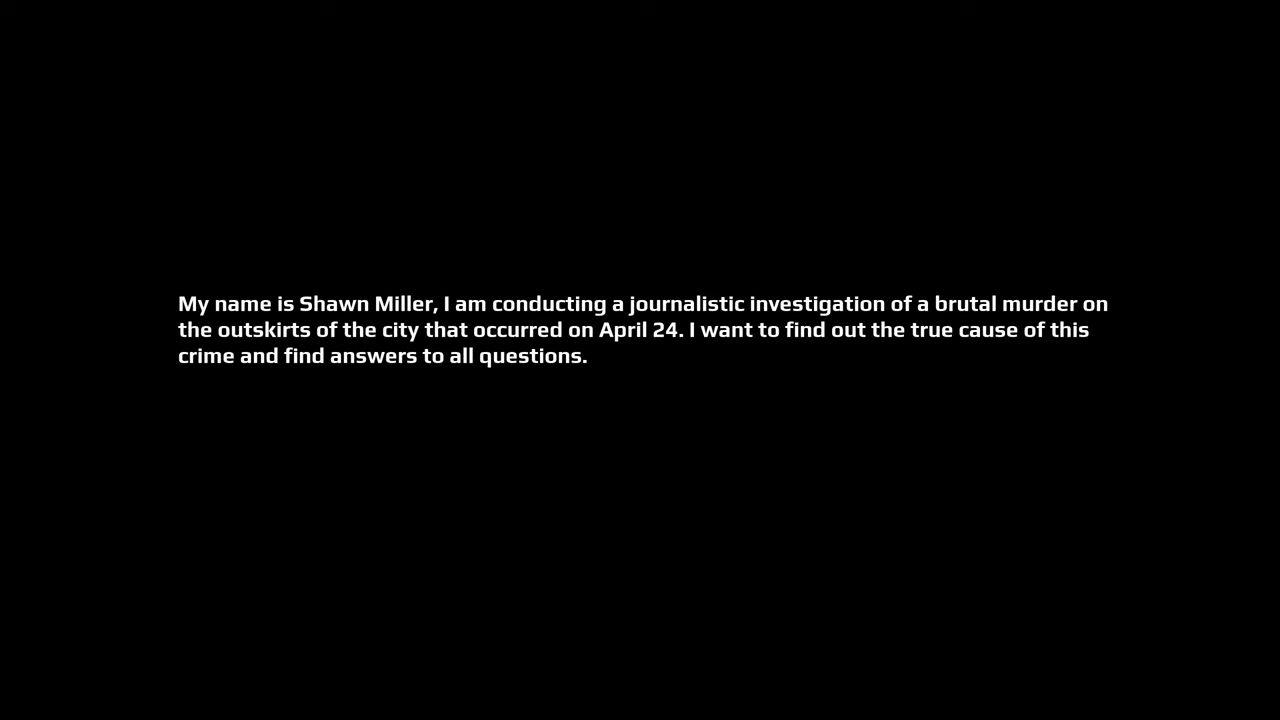 My name is Shawn Miller, I am conducting a journalistic investigation of a brutal murder on
the outskirts of the city that occurred on April 24. I want to find out the true cause of this
crime and find answers to all questions.